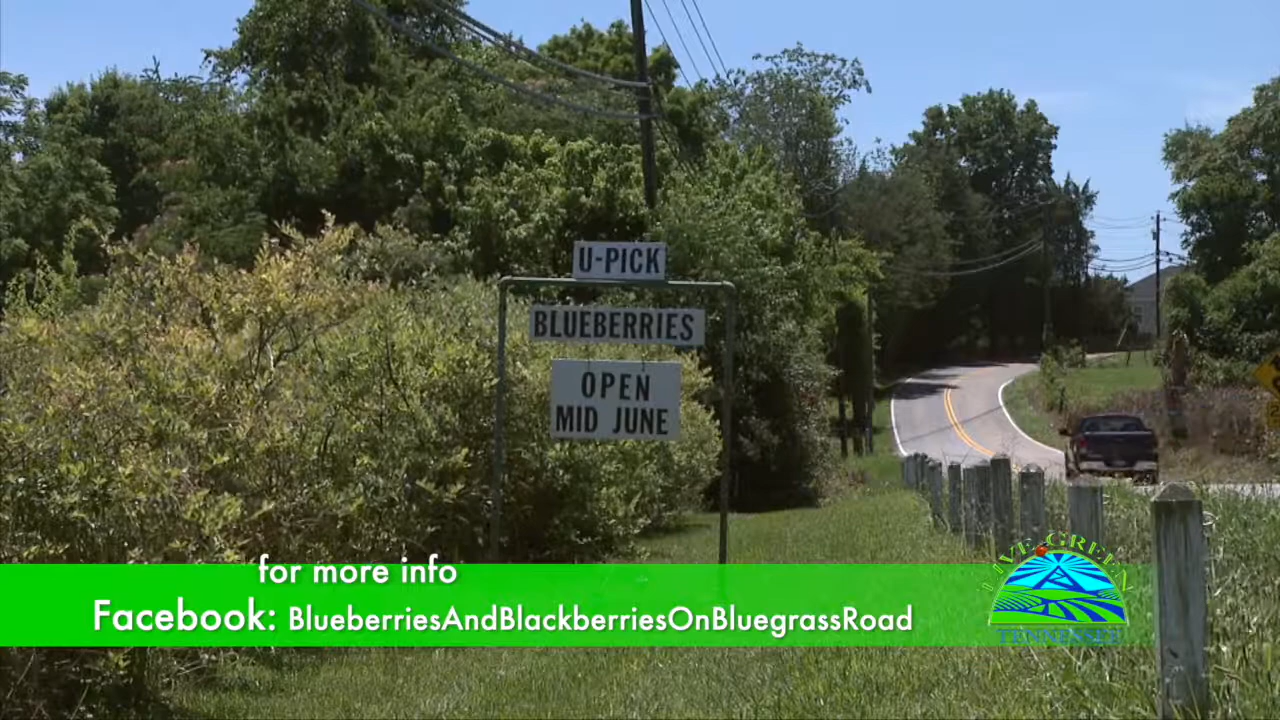 U-PICK
BLUEBERRIES
OPEN
MID JUNE
for more info
Facebook: BlueberriesAndBlackberriesOnBluegrassRoad
LIVE GREEN
TENNESSEE